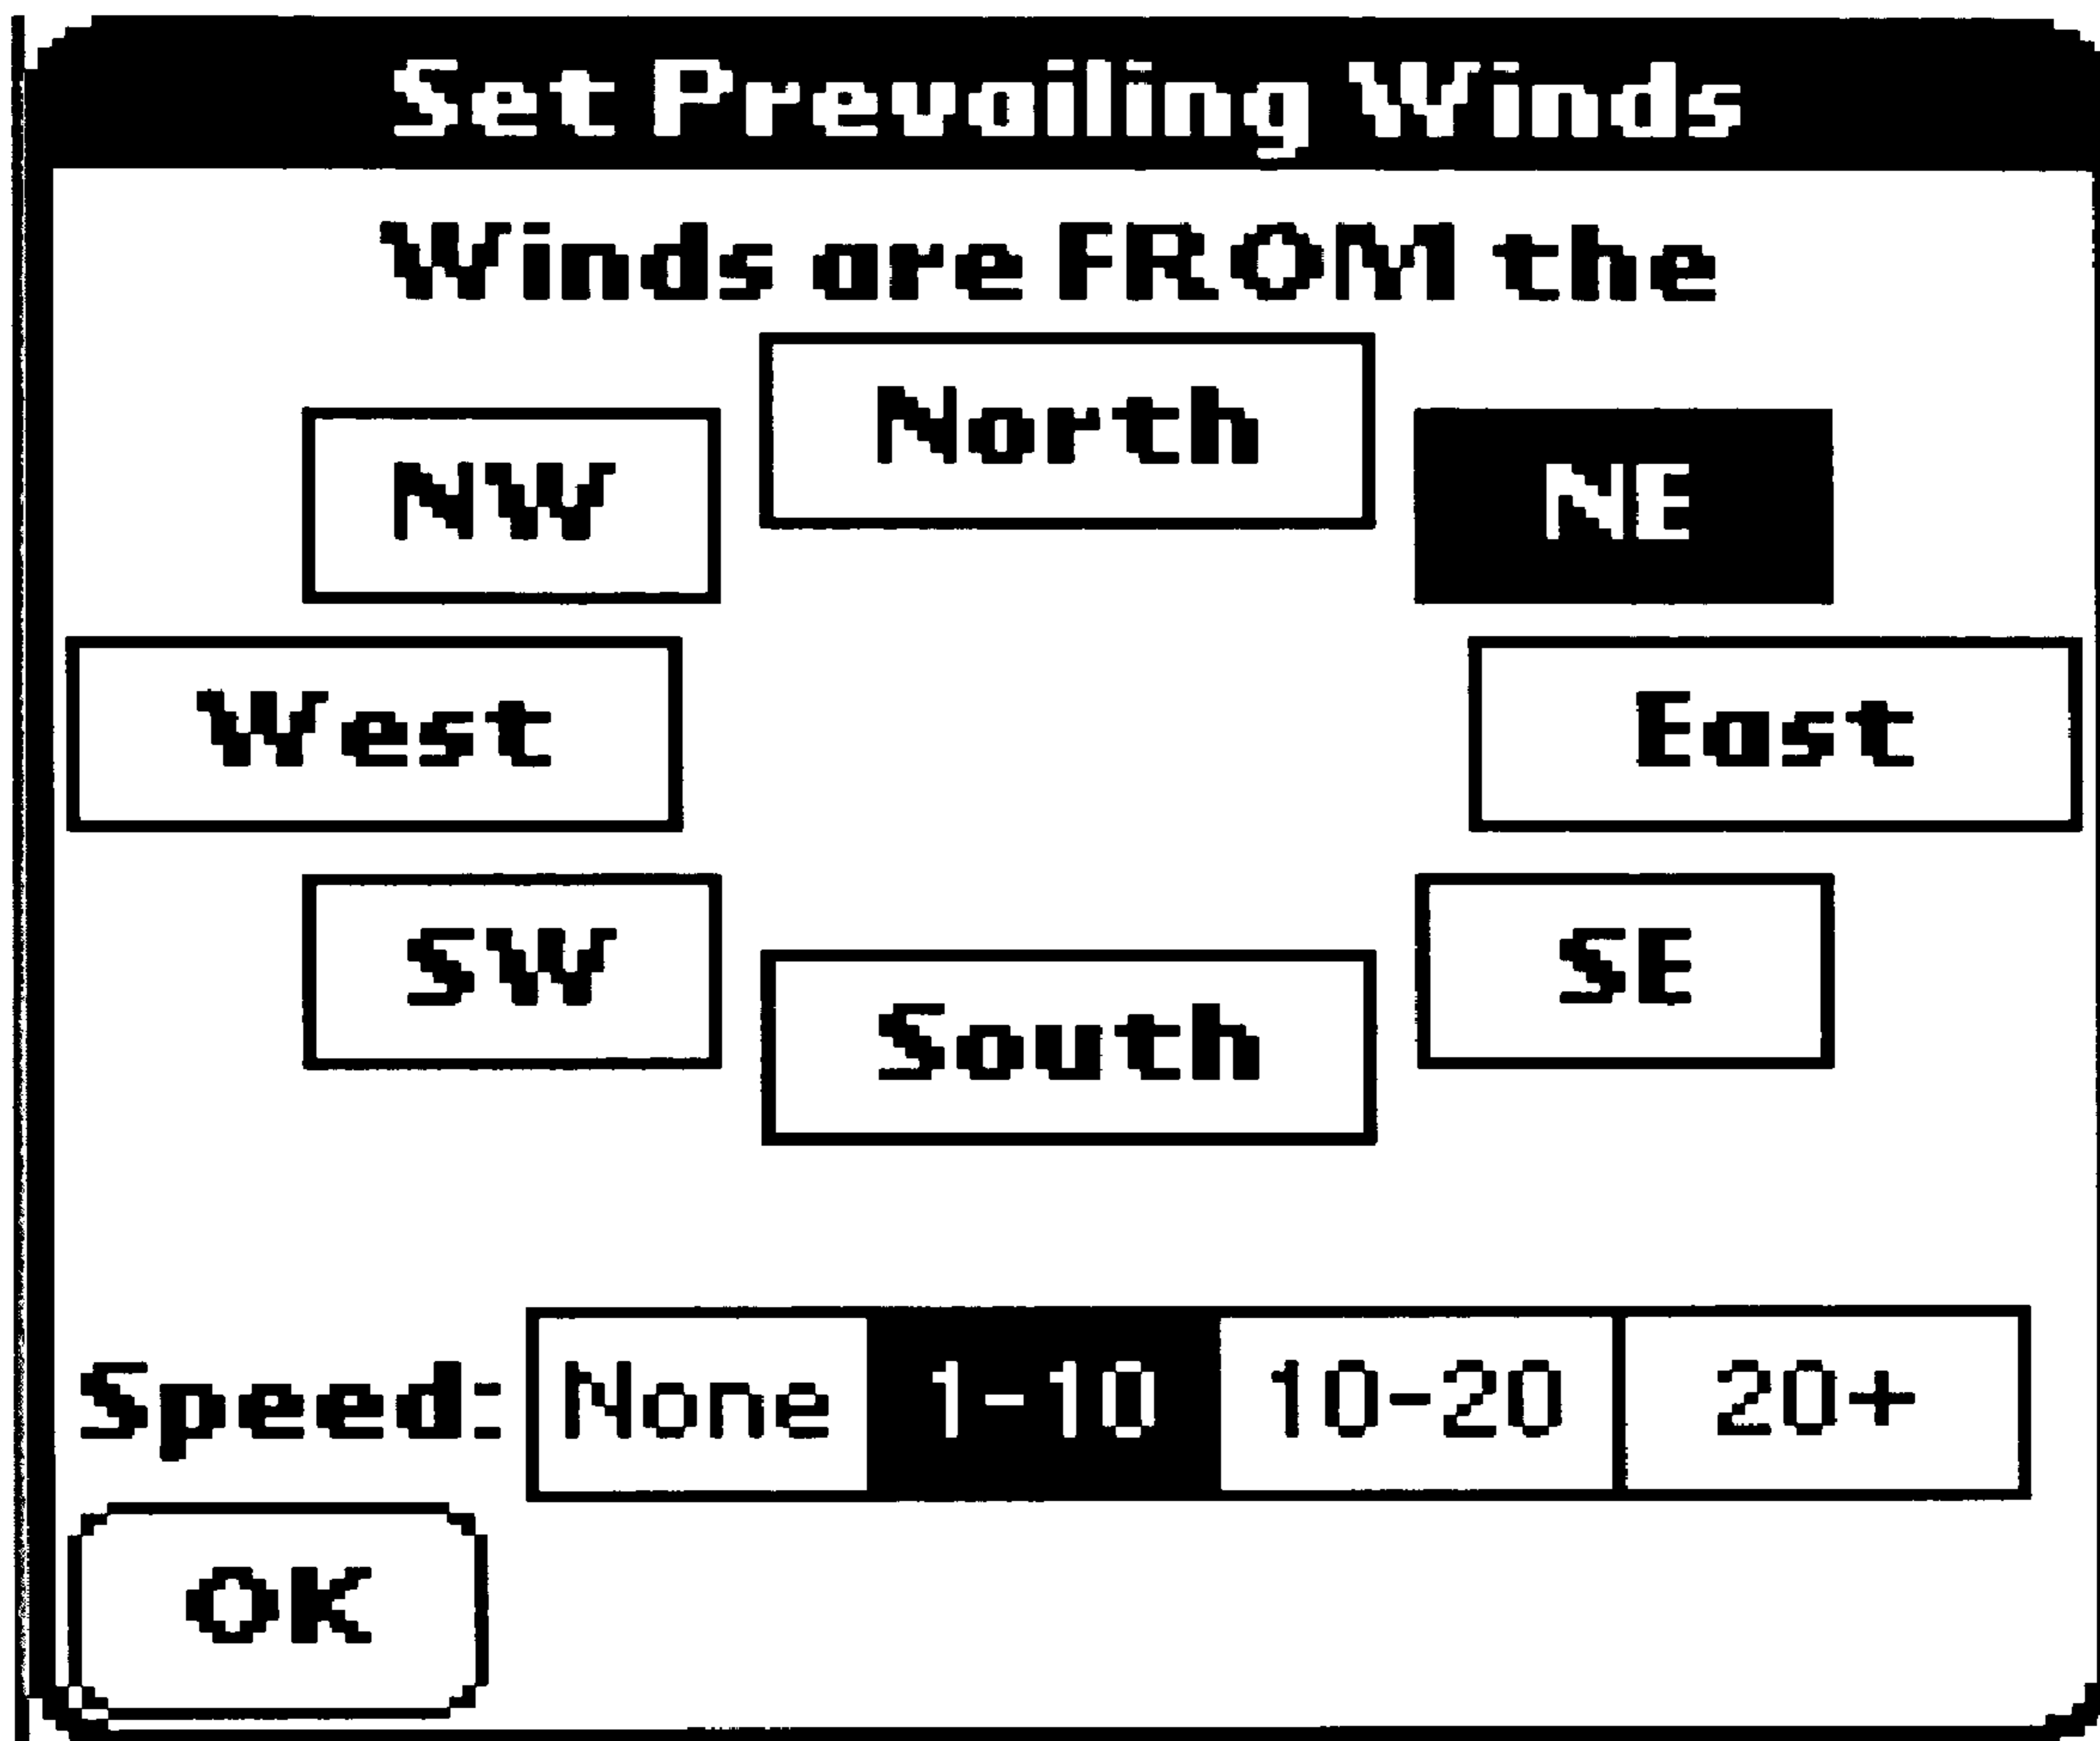 Set Prevailing Winds
Winds are FROM the
North
NW NE
West East
SW SE
South
Speed: None 1-10 10-20 20+
OK